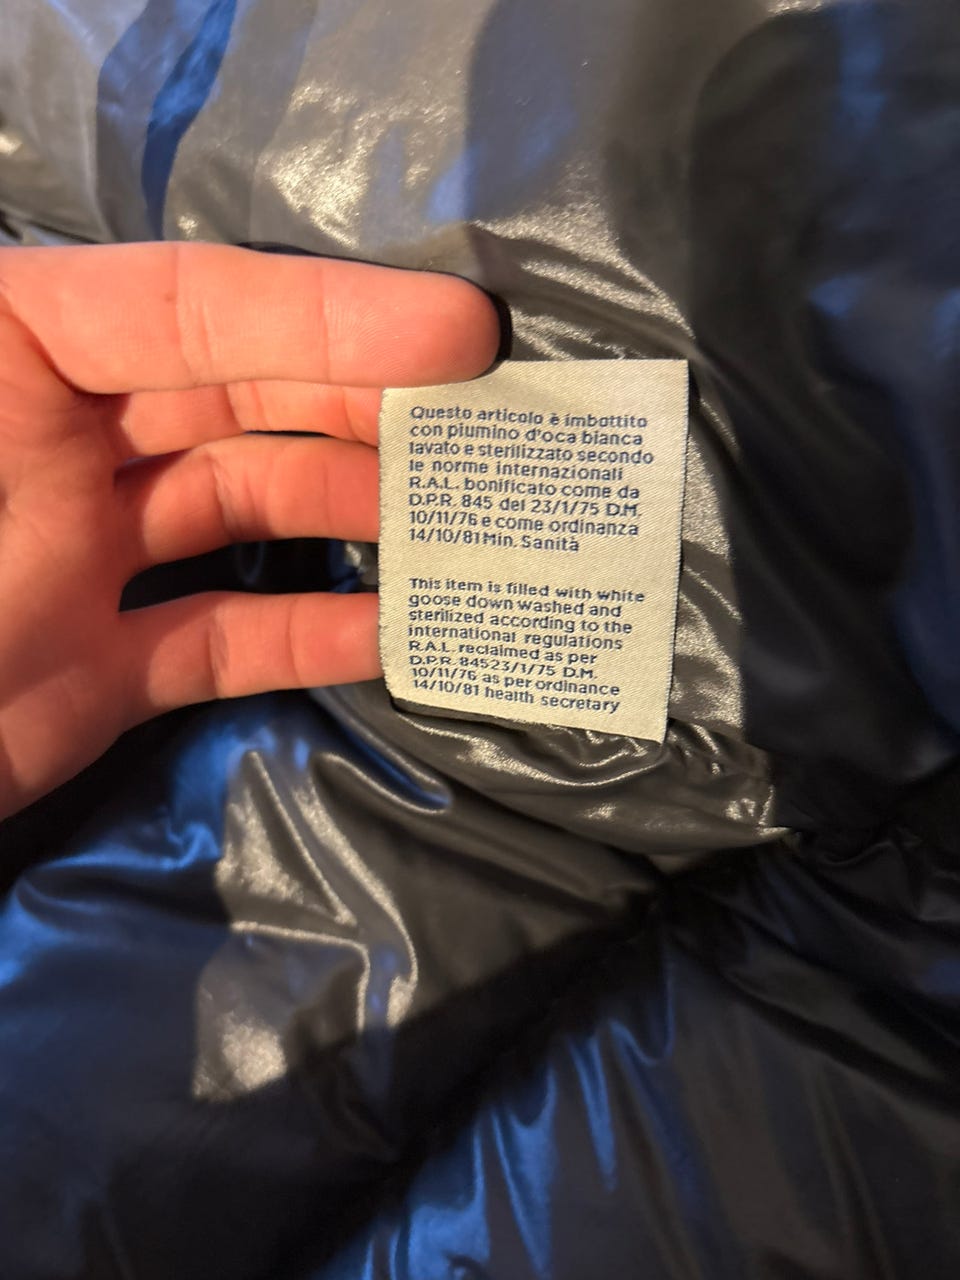 Questo articolo è imbottito
con piumino d'oca bianca
lavato e sterilizzato secondo
le norme internazionali
R.A.L. bonificato come da
D.P.R. 845 del 23/1/75 D.M.
10/11/76 e come ordinanza
14/10/81 Min. Sanità
This item is filled with white
goose down washed and
sterilized according to the
international regulations
R.A.L. reclaimed as per
D.P.R. 84523/1/75 D.M.
10/11/76 as per ordinance
14/10/81 health secretary